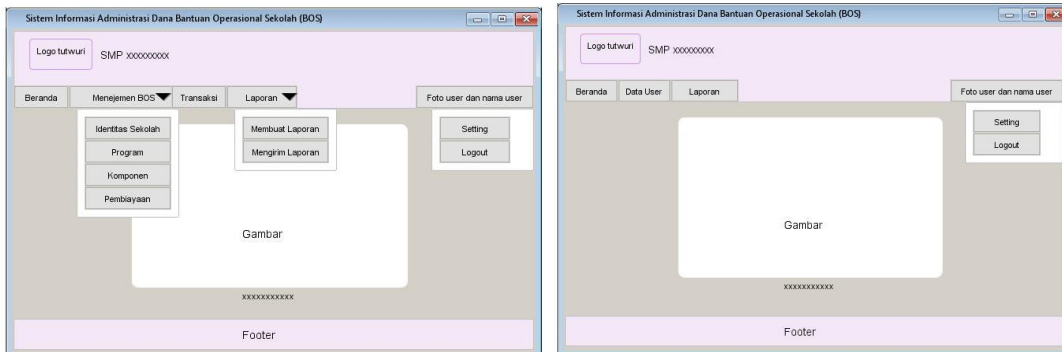 Sistem Informasi Administrasi Dana Bantuan Operasional Sekolah (BOS)
Logo tutwuri
SMP xxxxxxxxx
Beranda
Menejemen BOS
Transaksi
Laporan
Foto user dan nama user
Identitas Sekolah
Program
Komponen
Pembiayaan
Membuat Laporan
Mengirim Laporan
Setting
Logout
Gambar
xxxxxxxxxxx
Footer
Sistem Informasi Administrasi Dana Bantuan Operasional Sekolah (BOS)
Logo tutwuri
SMP xxxxxxxxx
Beranda
Data User
Laporan
Foto user dan nama user
Setting
Logout
Gambar
xxxxxxxxxxx
Footer